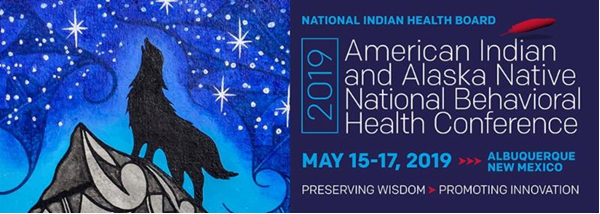 NATIONAL INDIAN HEALTH BOARD
2019
American Indian
and Alaska Native
National Behavioral
Health Conference
MAY 15-17, 2019 >>> ALBUQUERQUE
NEW MEXICO
PRESERVING WISDOM > PROMOTING INNOVATION